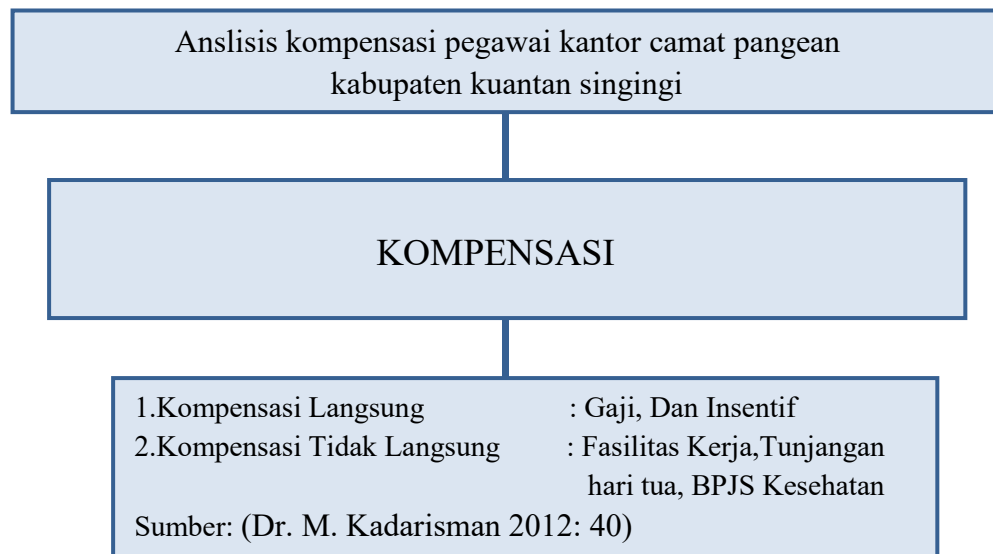 Anslisis kompensasi pegawai kantor camat pangean
kabupaten kuantan singingi
KOMPENSASI
1.Kompensasi Langsung : Gaji, Dan Insentif
2.Kompensasi Tidak Langsung : Fasilitas Kerja,Tunjangan
hari tua, BPJS Kesehatan
Sumber: (Dr. M. Kadarisman 2012: 40)